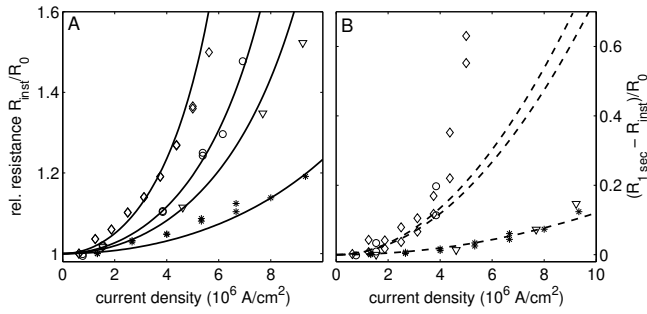 A
B
rel. resistance R_inst/R_0
1.6
1.4
1.2
1
0 2 4 6 8
current density (10^6 A/cm^2)
0 2 4 6 8 10
current density (10^6 A/cm^2)
0.6
0.4
0.2
0
(R_1 sec − R_inst)/R_0